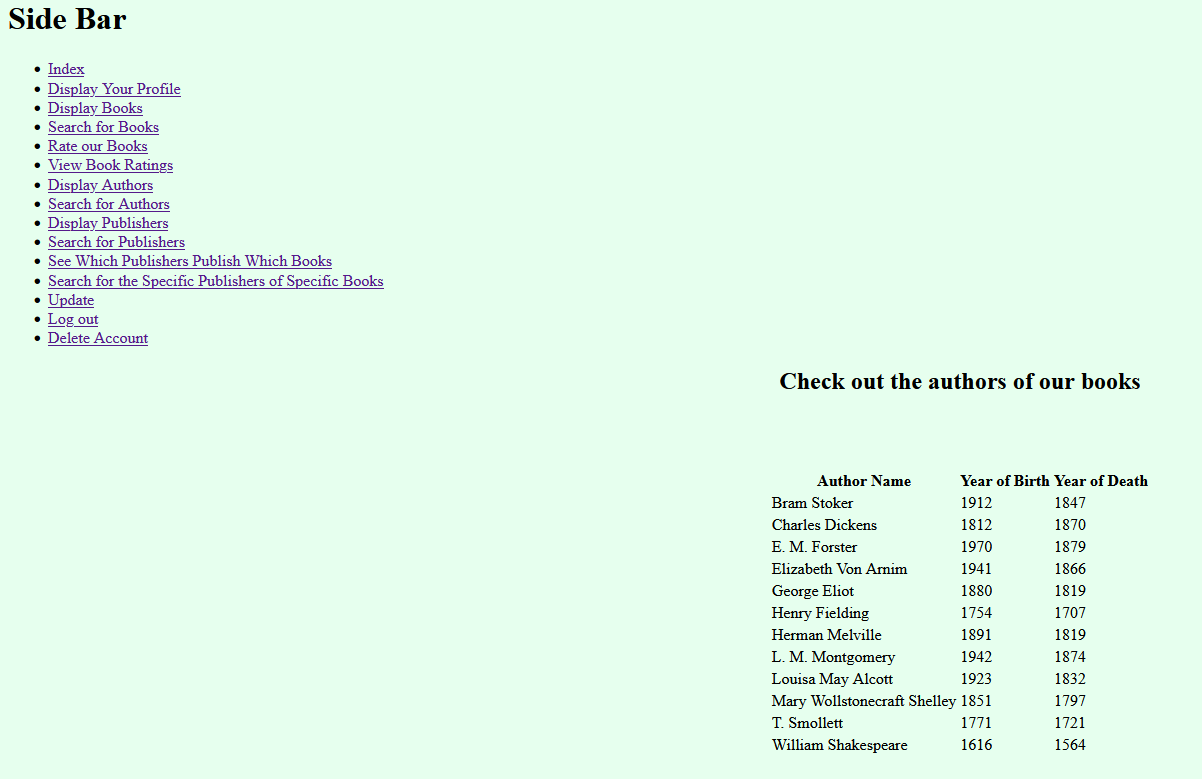 Side Bar
Index
Display Your Profile
Display Books
Search for Books
Rate our Books
View Book Ratings
Display Authors
Search for Authors
Display Publishers
Search for Publishers
See Which Publishers Publish Which Books
Search for the Specific Publishers of Specific Books
Update
Log out
Delete Account
Check out the authors of our books
Author Name Year of Birth Year of Death
Bram Stoker 1912 1847
Charles Dickens 1812 1870
E. M. Forster 1970 1879
Elizabeth Von Arnim 1941 1866
George Eliot 1880 1819
Henry Fielding 1754 1707
Herman Melville 1891 1819
L. M. Montgomery 1942 1874
Louisa May Alcott 1923 1832
Mary Wollstonecraft Shelley 1851 1797
T. Smollett 1771 1721
William Shakespeare 1616 1564